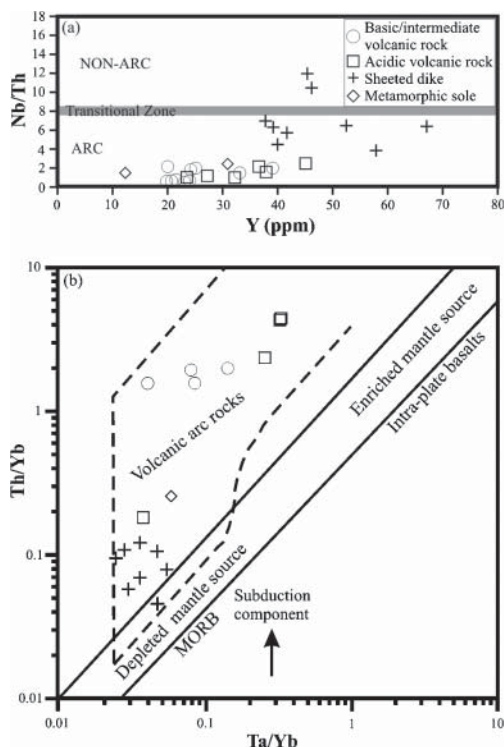 (a)
NON-ARC
Transitional Zone
ARC
Basic/intermediate
volcanic rock
Acidic volcanic rock
Sheeted dike
Metamorphic sole
Nb/Th
18
16
14
12
10
8
6
4
2
0
0 10 20 30 40 50 60 70 80
Y (ppm)
(b)
Th/Yb
10
1
0.1
0.01
Volcanic arc rocks
Enriched mantle source
Intra-plate basalts
Depleted mantle source
MORB
Subduction
component
0.01 0.1 1 10
Ta/Yb